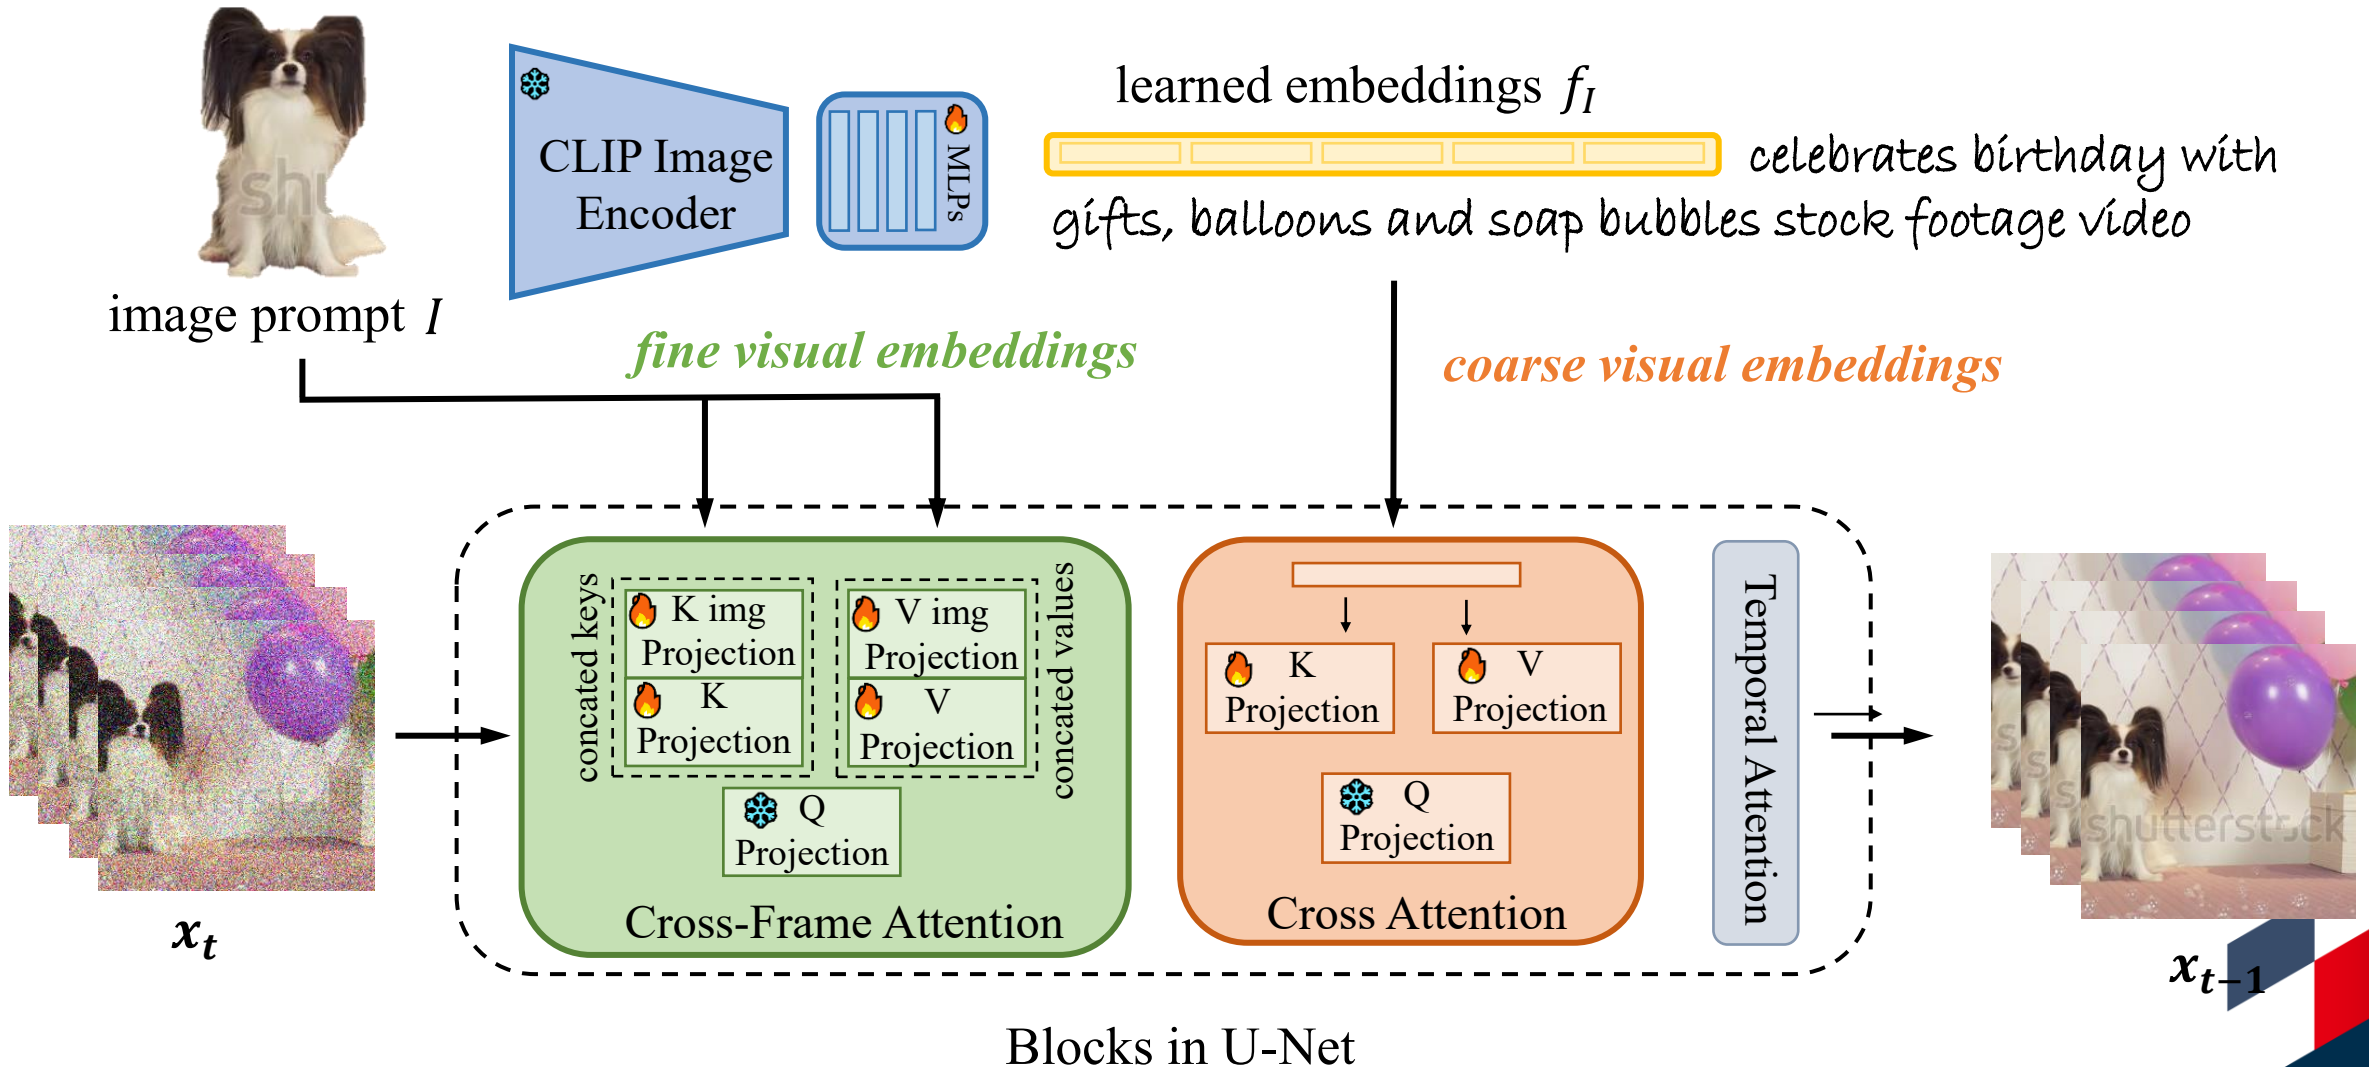 shu
image prompt I
CLIP Image
Encoder
MLPs
learned embeddings f_I
celebrates birthday with
gifts, balloons and soap bubbles stock footage video
fine visual embeddings
coarse visual embeddings
x_t
concated keys
K img
Projection
K
Projection
V img
Projection
V
Projection
concated values
Q
Projection
Cross-Frame Attention
K
Projection
V
Projection
Q
Projection
Cross Attention
Temporal Attention
shutterstock
x_{t-1}
Blocks in U-Net